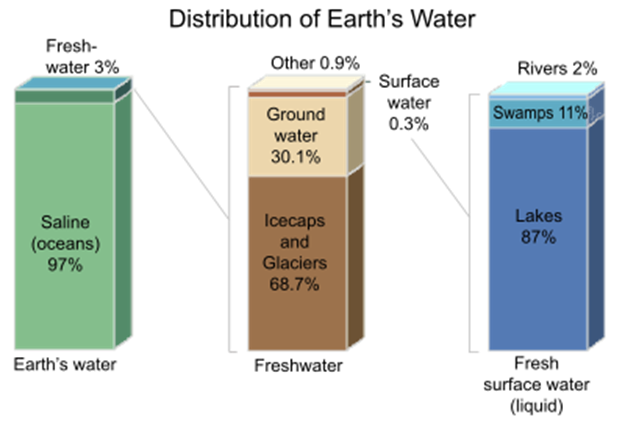 Distribution of Earth's Water
Fresh-
water 3%
Saline
(oceans)
97%
Earth's water
Other 0.9%
Surface
water
0.3%
Ground
water
30.1%
Icecaps
and
Glaciers
68.7%
Freshwater
Rivers 2%
Swamps 11%
Lakes
87%
Fresh
surface water
(liquid)